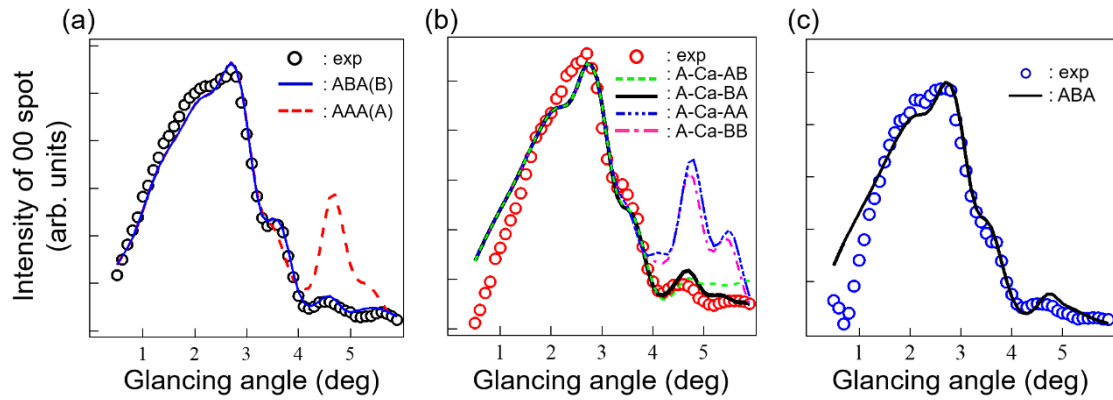 (a)
: exp
: ABA(B)
: AAA(A)
(b)
: exp
: A-Ca-AB
: A-Ca-BA
: A-Ca-AA
: A-Ca-BB
(c)
: exp
: ABA
Intensity of 00 spot
(arb. units)
1 2 3 4 5
1 2 3 4 5
1 2 3 4 5
Glancing angle (deg)
Glancing angle (deg)
Glancing angle (deg)